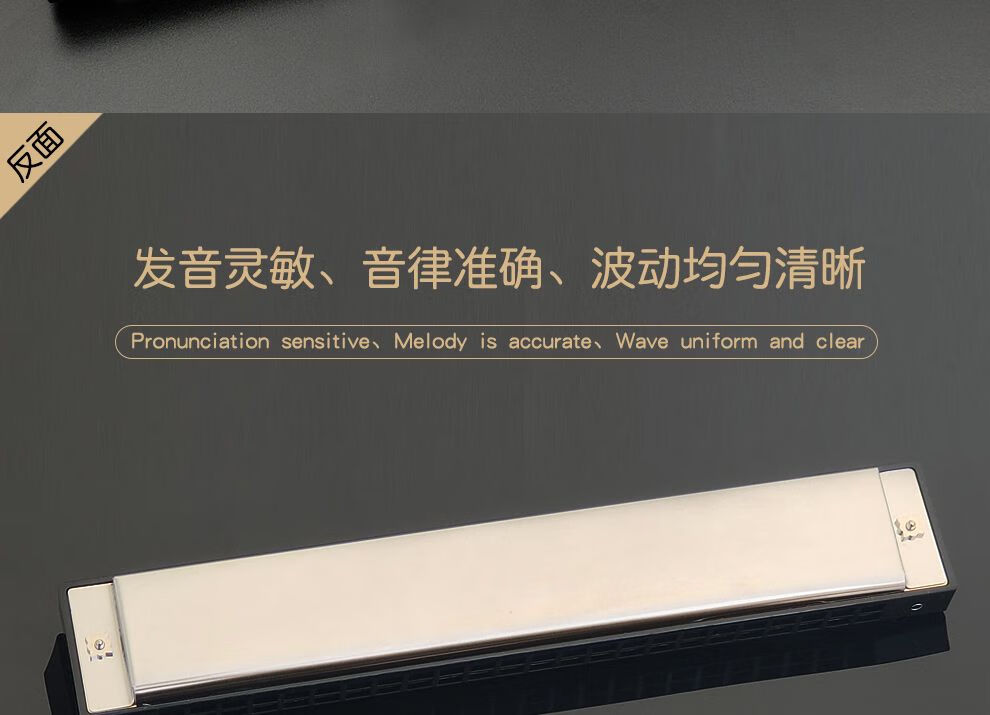 反面
发音灵敏、音律准确、波动均匀清晰
Pronunciation sensitive、Melody is accurate、Wave uniform and clear